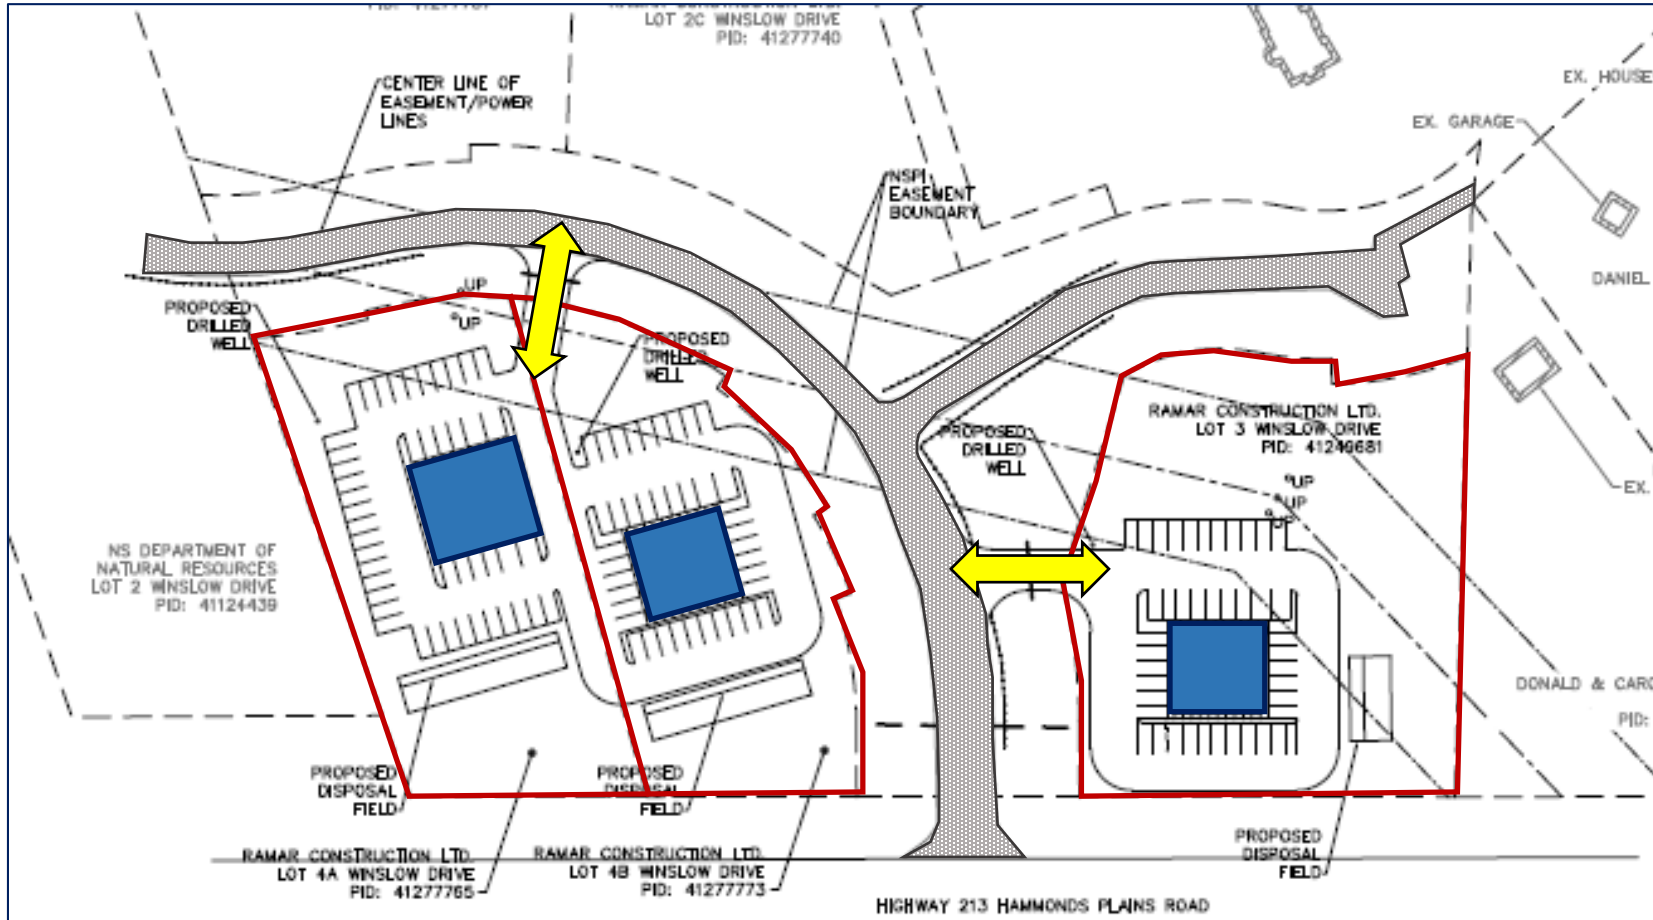 LOT 2C WINSLOW DRIVE
PID: 41277740
CENTER LINE OF
EASEMENT/POWER
LINES
EX. HOUSE
EX. GARAGE
NSPI
EASEMENT
BOUNDARY
DANIEL
UP
UP
PROPOSED
DRILLED
WELL
PROPOSED
DRILLED
WELL
RAMAR CONSTRUCTION LTD.
LOT 3 WINSLOW DRIVE
PID: 41249681
PROPOSED
DRILLED
WELL
UP
UP
UP
EX.
NS DEPARTMENT OF
NATURAL RESOURCES
LOT 2 WINSLOW DRIVE
PID: 41124439
DONALD & CARO
PID:
PROPOSED
DISPOSAL
FIELD
PROPOSED
DISPOSAL
FIELD
PROPOSED
DISPOSAL
FIELD
RAMAR CONSTRUCTION LTD.
LOT 4A WINSLOW DRIVE
PID: 41277765
RAMAR CONSTRUCTION LTD.
LOT 4B WINSLOW DRIVE
PID: 41277773
HIGHWAY 213 HAMMONDS PLAINS ROAD